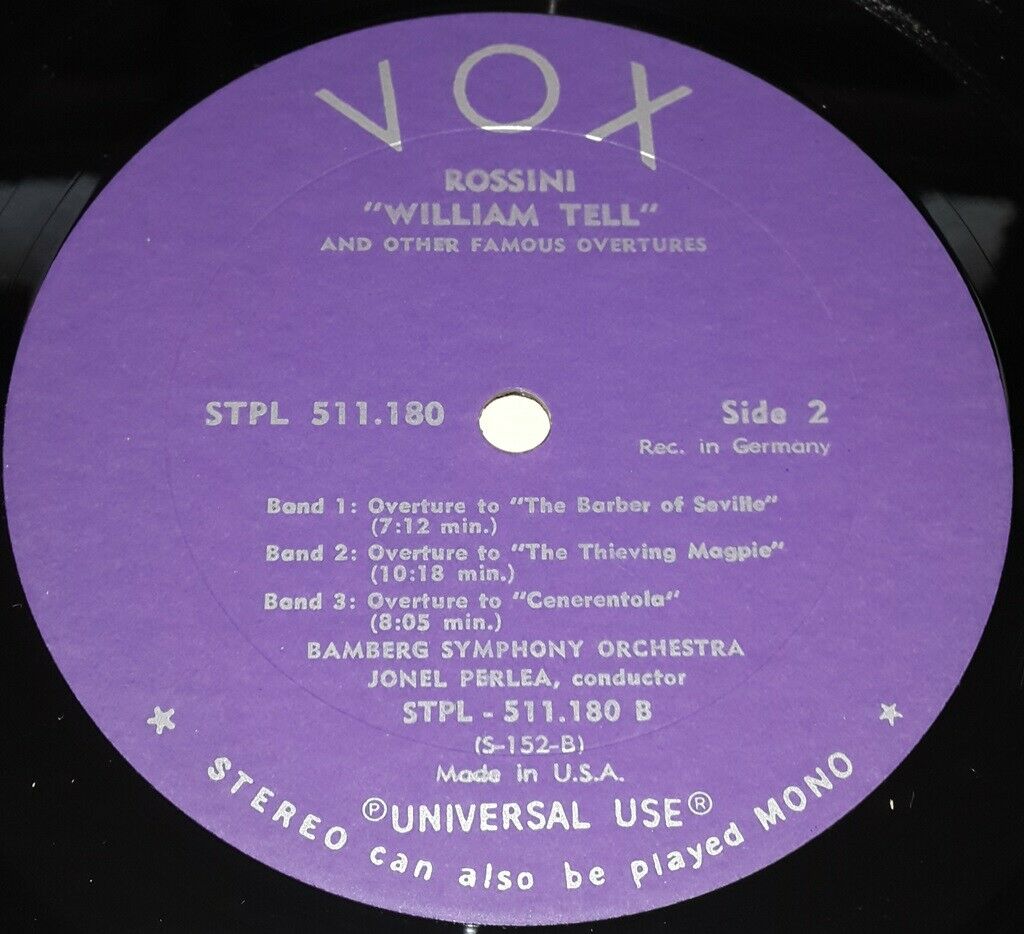 VOX
ROSSINI
"WILLIAM TELL"
AND OTHER FAMOUS OVERTURES
STPL 511.180
Side 2
Rec. in Germany
Band 1: Overture to "The Barber of Seville"
(7:12 min.)
Band 2: Overture to "The Thieving Magpie"
(10:18 min.)
Band 3: Overture to "Cenerentola"
(8:05 min.)
BAMBERG SYMPHONY ORCHESTRA
JONEL PERLEA, conductor
STPL - 511.180 B
(S-152-B)
Made in U.S.A.
℗UNIVERSAL USE®
★ STEREO can also be played MONO ★